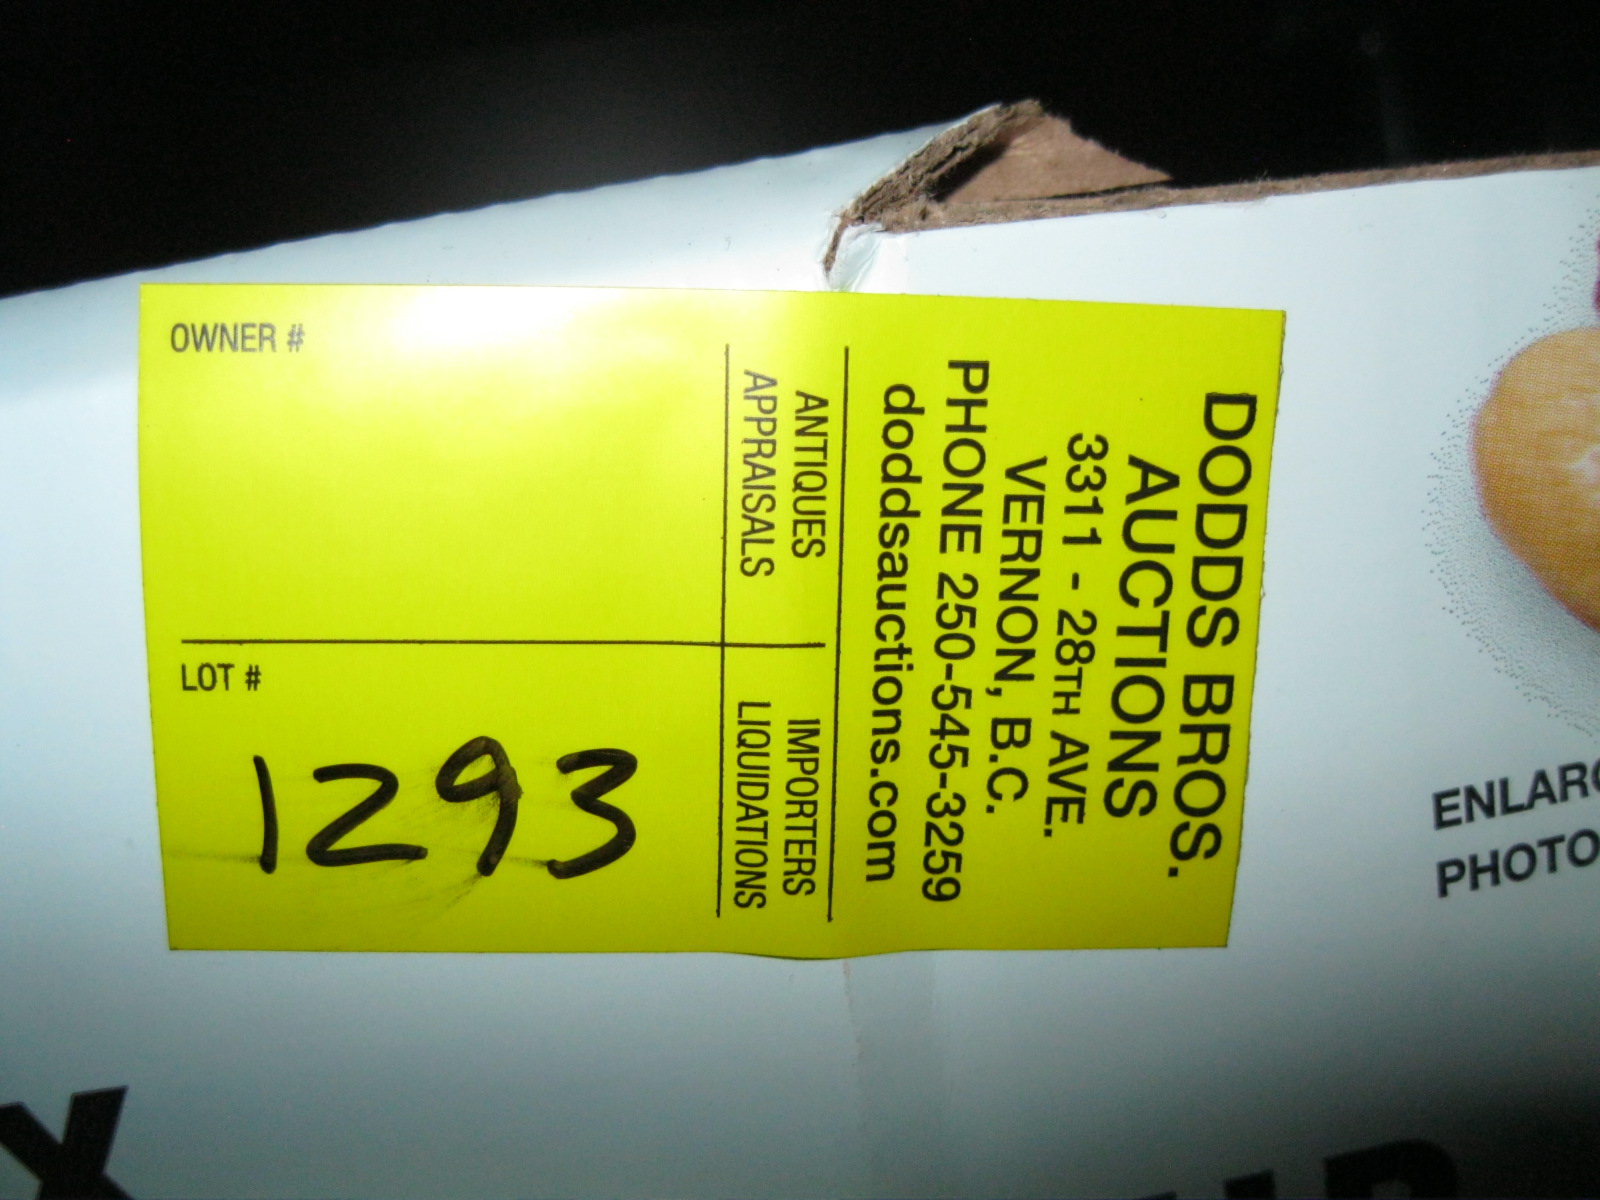 DODDS BROS.
AUCTIONS
3311 - 28TH AVE.
VERNON, B.C.
PHONE 250-545-3259
doddsauctions.com
ANTIQUES
APPRAISALS
IMPORTERS
LIQUIDATIONS
OWNER #
LOT #
1293
PHOTO
X